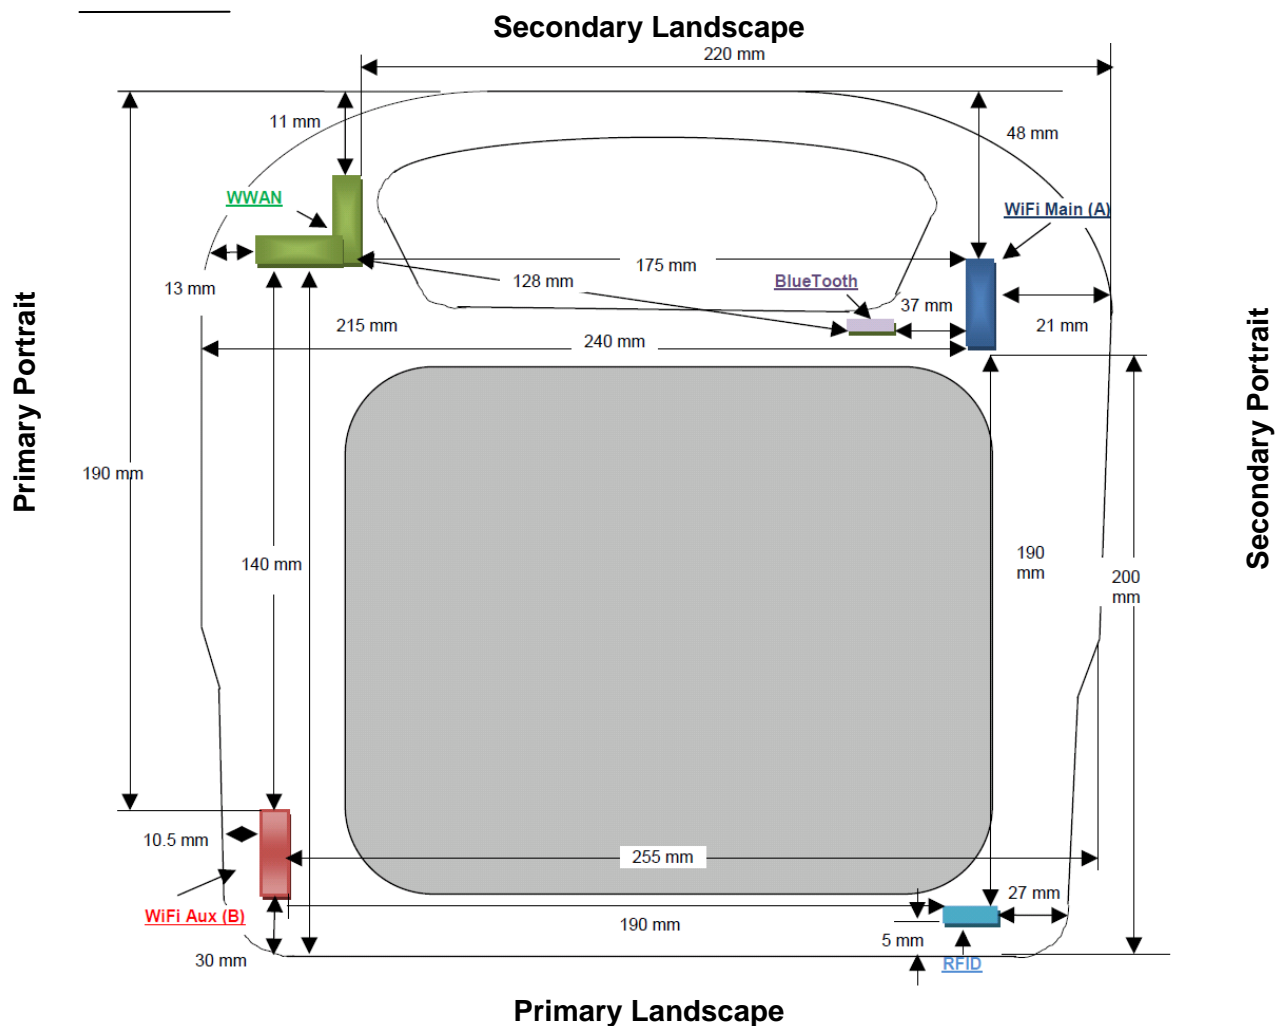 Secondary Landscape
220 mm
11 mm
48 mm
WWAN
WiFi Main (A)
175 mm
128 mm
BlueTooth
13 mm
37 mm
215 mm
21 mm
240 mm
Primary Portrait
Secondary Portrait
190 mm
140 mm
190
mm
200
mm
10.5 mm
255 mm
27 mm
WiFi Aux (B)
190 mm
5 mm
30 mm
RFID
Primary Landscape